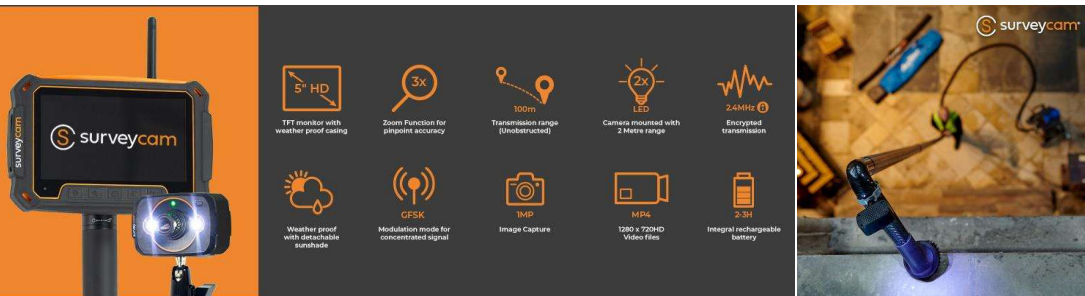 surveycam
surveycam
5" HD
TFT monitor with
weather proof casing
3x
Zoom Function for
pinpoint accuracy
100m
Transmission range
(Unobstructed)
2x
LED
Camera mounted with
2 Metre range
2.4MHz
Encrypted
transmission
Weather proof
with detachable
sunshade
GFSK
Modulation mode for
concentrated signal
1MP
Image Capture
MP4
1280 x 720HD
Video files
2-3H
Integral rechargeable
battery
surveycam